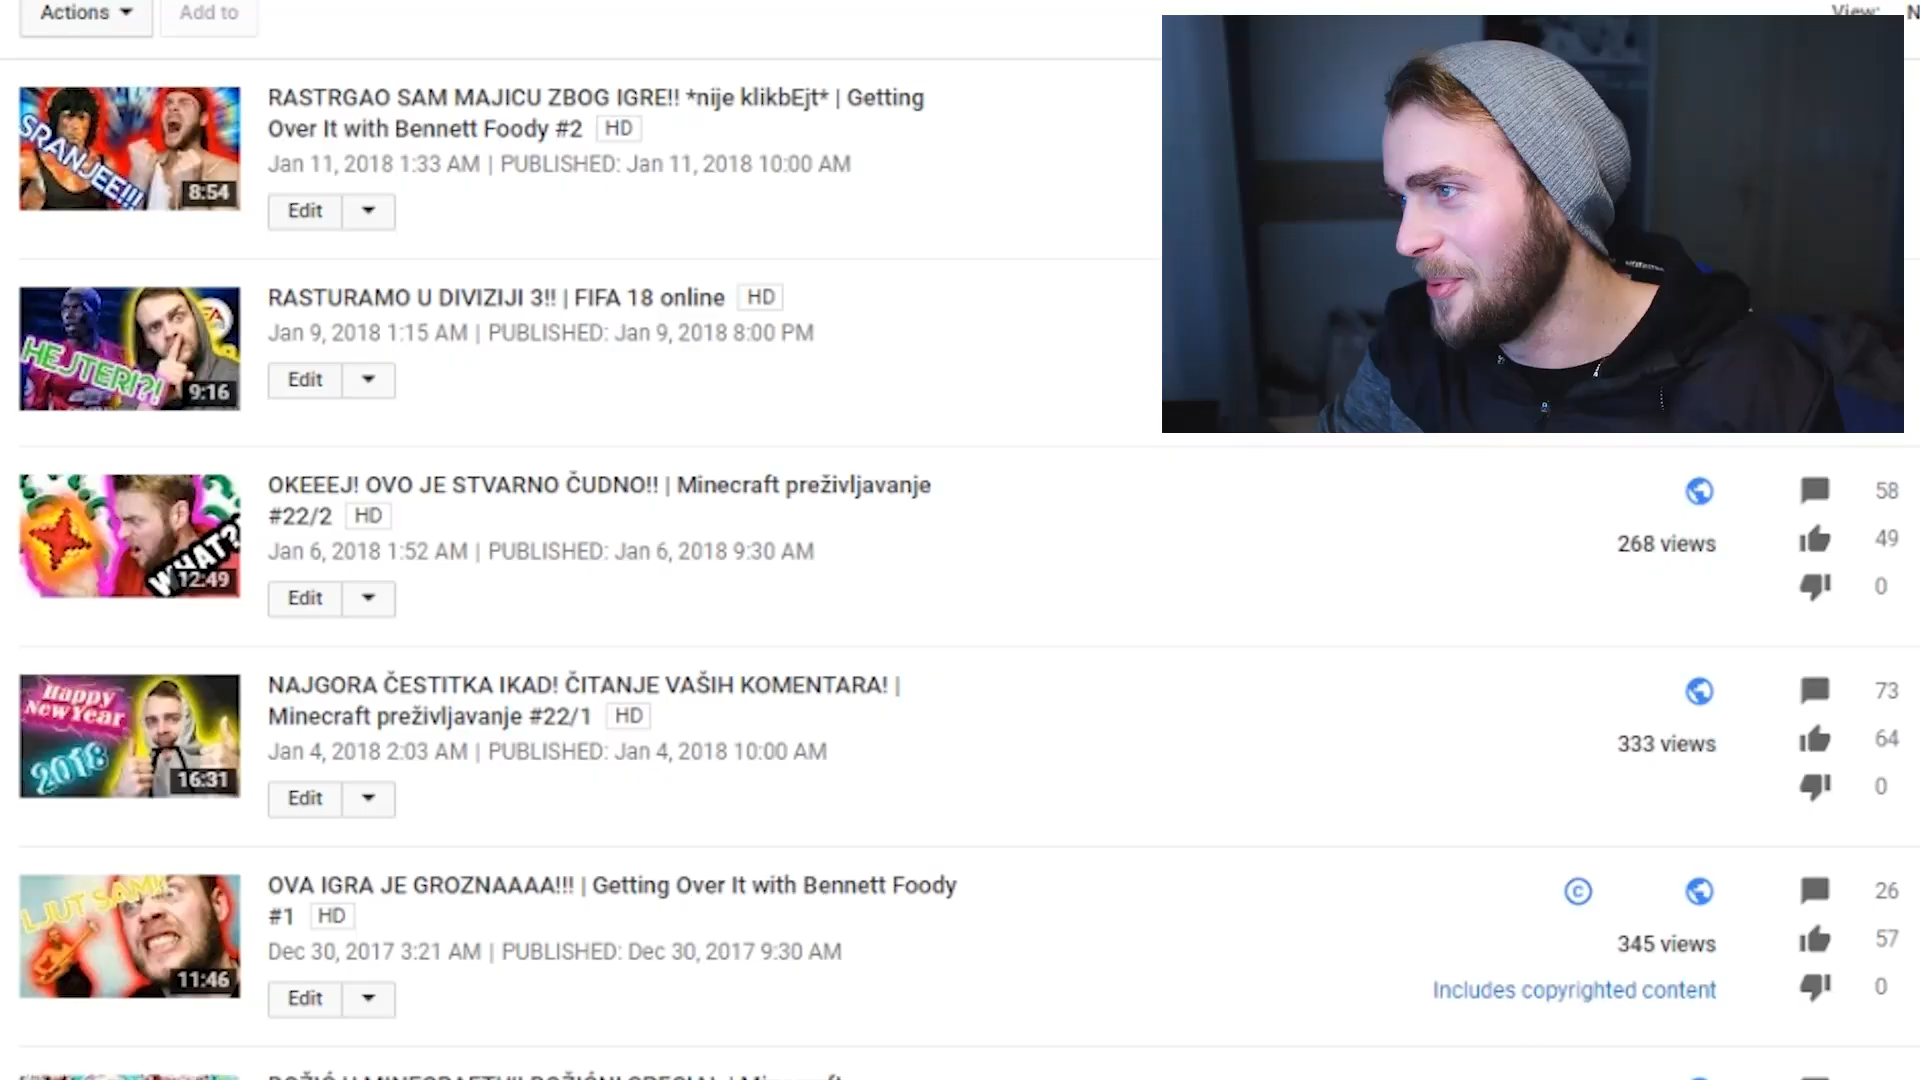 Actions
Add to
View:
RASTRGAO SAM MAJICU ZBOG IGRE!! *nije klikbEjt* | Getting
Over It with Bennett Foody #2 HD
Jan 11, 2018 1:33 AM | PUBLISHED: Jan 11, 2018 10:00 AM
SRANJEE!!!
8:54
Edit
RASTURAMO U DIVIZIJI 3!! | FIFA 18 online HD
Jan 9, 2018 1:15 AM | PUBLISHED: Jan 9, 2018 8:00 PM
HEJTERI?!
9:16
Edit
OKEEEJ! OVO JE STVARNO ČUDNO!! | Minecraft preživljavanje
#22/2 HD
Jan 6, 2018 1:52 AM | PUBLISHED: Jan 6, 2018 9:30 AM
WHAT?
12:49
Edit
58
268 views
49
0
NAJGORA ČESTITKA IKAD! ČITANJE VAŠIH KOMENTARA! |
Minecraft preživljavanje #22/1 HD
Jan 4, 2018 2:03 AM | PUBLISHED: Jan 4, 2018 10:00 AM
Happy
New Year
2018
16:31
Edit
73
333 views
64
0
OVA IGRA JE GROZNAAAA!!! | Getting Over It with Bennett Foody
#1 HD
Dec 30, 2017 3:21 AM | PUBLISHED: Dec 30, 2017 9:30 AM
LJUT SAM!
11:46
Edit
26
345 views
57
Includes copyrighted content
0